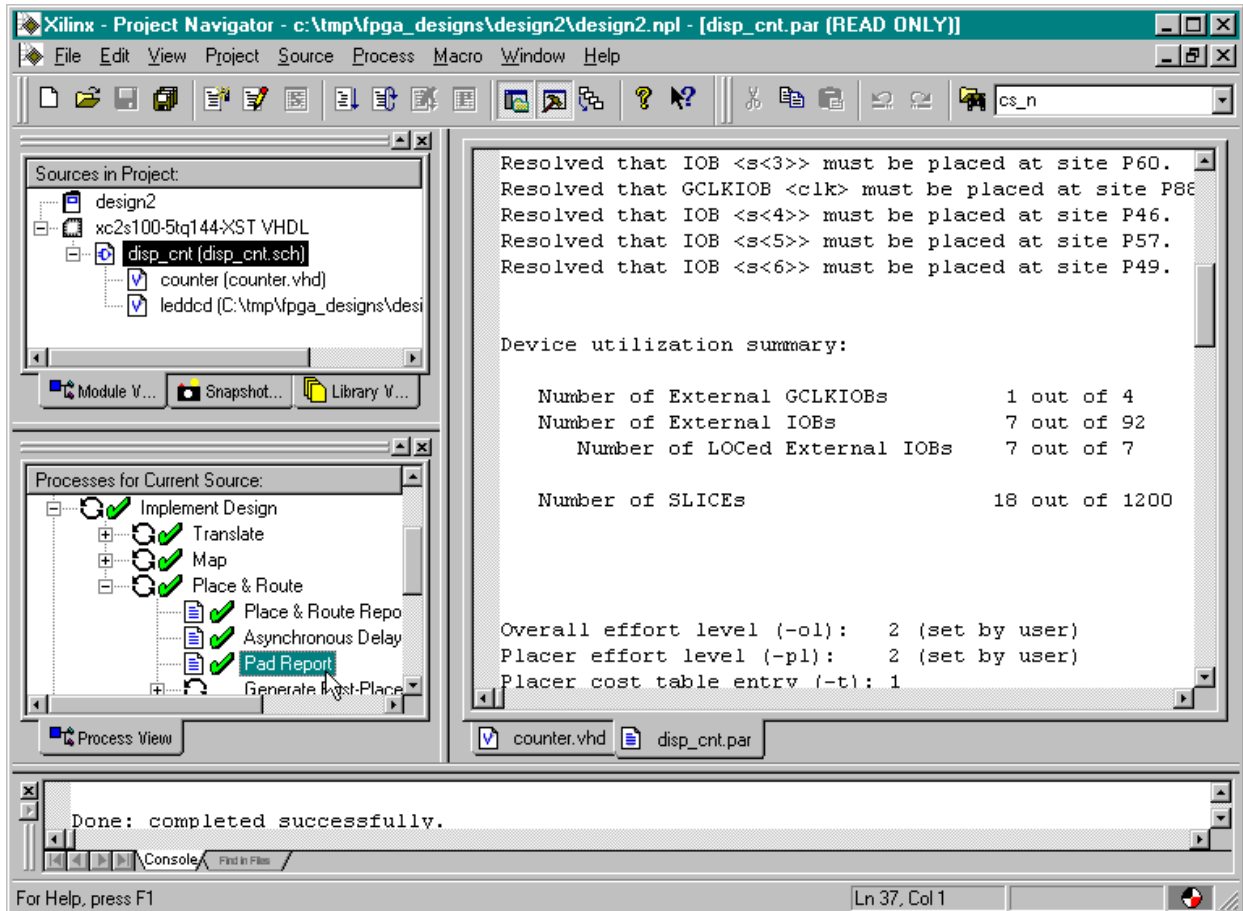 Xilinx - Project Navigator - c:\tmp\fpga_designs\design2\design2.npl - [disp_cnt.par (READ ONLY)]
File Edit View Project Source Process Macro Window Help
cs_n
Sources in Project:
design2
xc2s100-5tq144-XST VHDL
disp_cnt (disp_cnt.sch)
counter (counter.vhd)
leddcd (C:\tmp\fpga_designs\desi
Module V... Snapshot... Library V...
Processes for Current Source:
Implement Design
Translate
Map
Place & Route
Place & Route Repo
Asynchronous Delay
Pad Report
Generate Post-Place
Process View
Resolved that IOB <s<3>> must be placed at site P60.
Resolved that GCLKIOB <clk> must be placed at site P88
Resolved that IOB <s<4>> must be placed at site P46.
Resolved that IOB <s<5>> must be placed at site P57.
Resolved that IOB <s<6>> must be placed at site P49.
Device utilization summary:
Number of External GCLKIOBs 1 out of 4
Number of External IOBs 7 out of 92
Number of LOCed External IOBs 7 out of 7
Number of SLICEs 18 out of 1200
Overall effort level (-ol): 2 (set by user)
Placer effort level (-pl): 2 (set by user)
Placer cost table entry (-t): 1
counter.vhd disp_cnt.par
Done: completed successfully.
Console Find in Files
For Help, press F1 Ln 37, Col 1